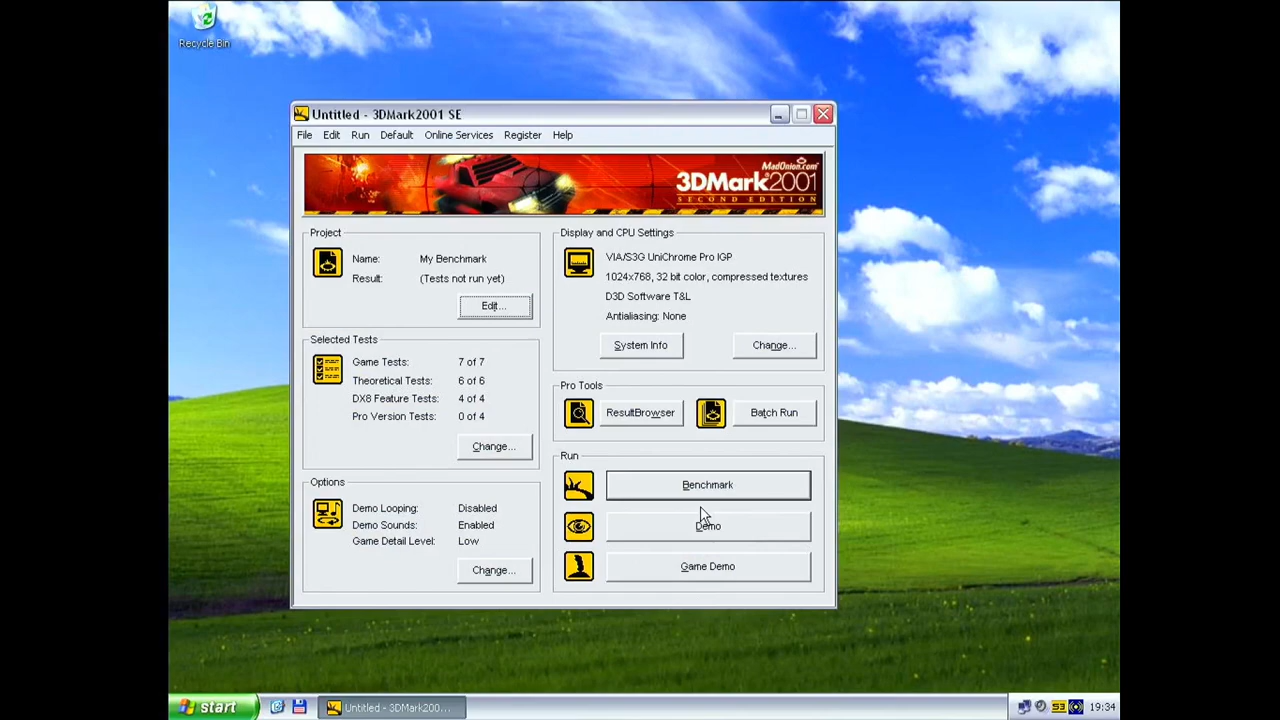 Recycle Bin
Untitled - 3DMark2001 SE
File Edit Run Default Online Services Register Help
MadOnion.com
3DMark®2001
SECOND EDITION
Project
Name: My Benchmark
Result: (Tests not run yet)
Edit...
Selected Tests
Game Tests: 7 of 7
Theoretical Tests: 6 of 6
DX8 Feature Tests: 4 of 4
Pro Version Tests: 0 of 4
Change...
Options
Demo Looping: Disabled
Demo Sounds: Enabled
Game Detail Level: Low
Change...
Display and CPU Settings
VIA/S3G UniChrome Pro IGP
1024x768, 32 bit color, compressed textures
D3D Software T&L
Antialiasing: None
System Info Change...
Pro Tools
ResultBrowser Batch Run
Run
Benchmark
Demo
Game Demo
start Untitled - 3DMark200... S3 19:34